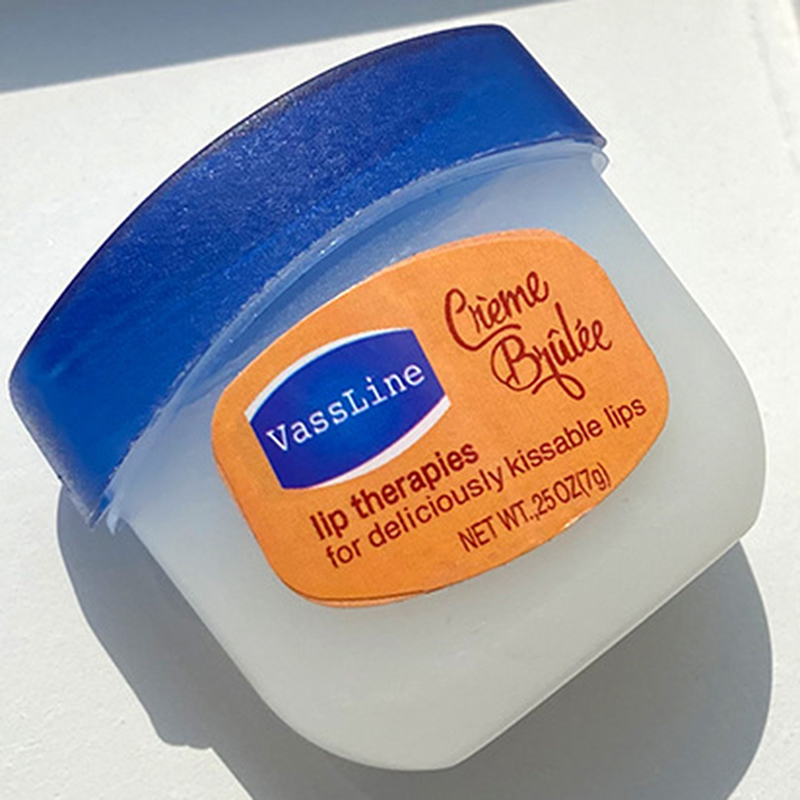 Crème
Brûlée
VassLine
lip therapies
for deliciously kissable lips
NET WT.,25 OZ(7g)